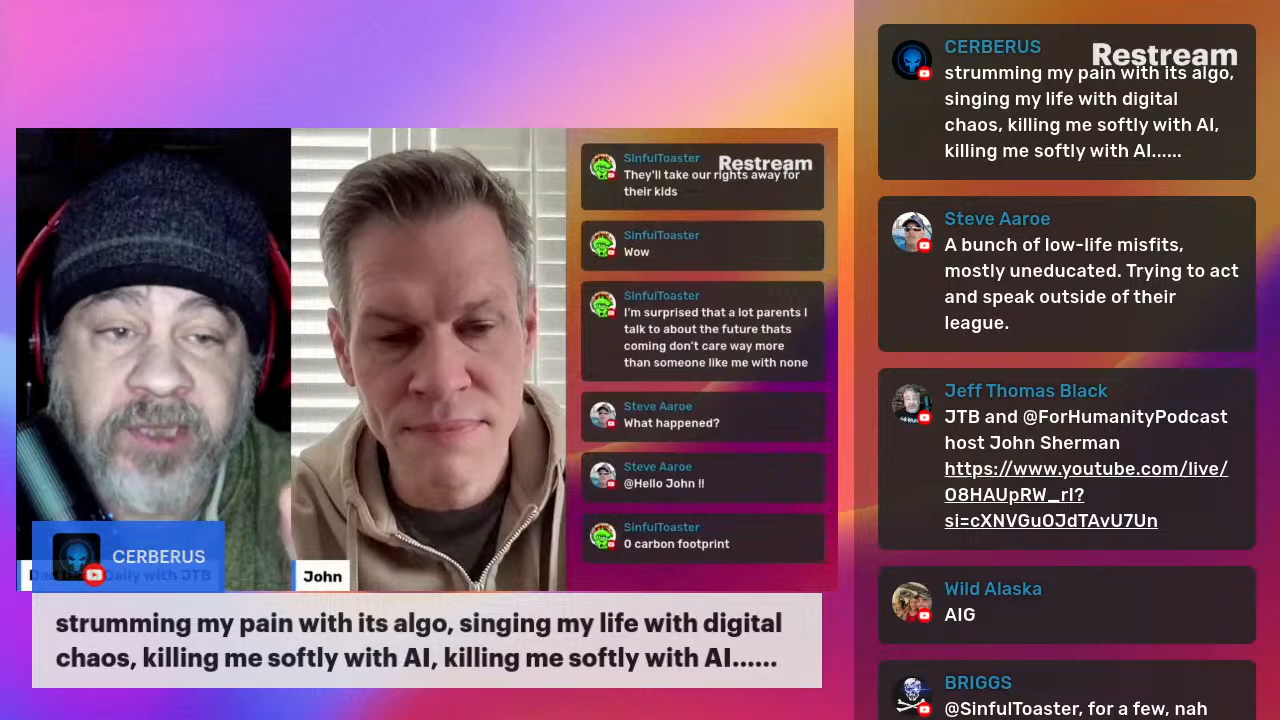 SinfulToaster
Restream
They'll take our rights away for
their kids
SinfulToaster
Wow
SinfulToaster
I'm surprised that a lot parents I
talk to about the future thats
coming don't care way more
than someone like me with none
Steve Aaroe
What happened?
Steve Aaroe
@Hello John !!
SinfulToaster
0 carbon footprint
CERBERUS
Daily with JTB
John
strumming my pain with its algo, singing my life with digital
chaos, killing me softly with AI, killing me softly with AI......
CERBERUS
Restream
strumming my pain with its algo,
singing my life with digital
chaos, killing me softly with AI,
killing me softly with AI......
Steve Aaroe
A bunch of low-life misfits,
mostly uneducated. Trying to act
and speak outside of their
league.
Jeff Thomas Black
JTB and @ForHumanityPodcast
host John Sherman
https://www.youtube.com/live/
O8HAUpRW_rI?
si=cXNVGuOJdTAvU7Un
Wild Alaska
AIG
BRIGGS
@SinfulToaster, for a few, nah